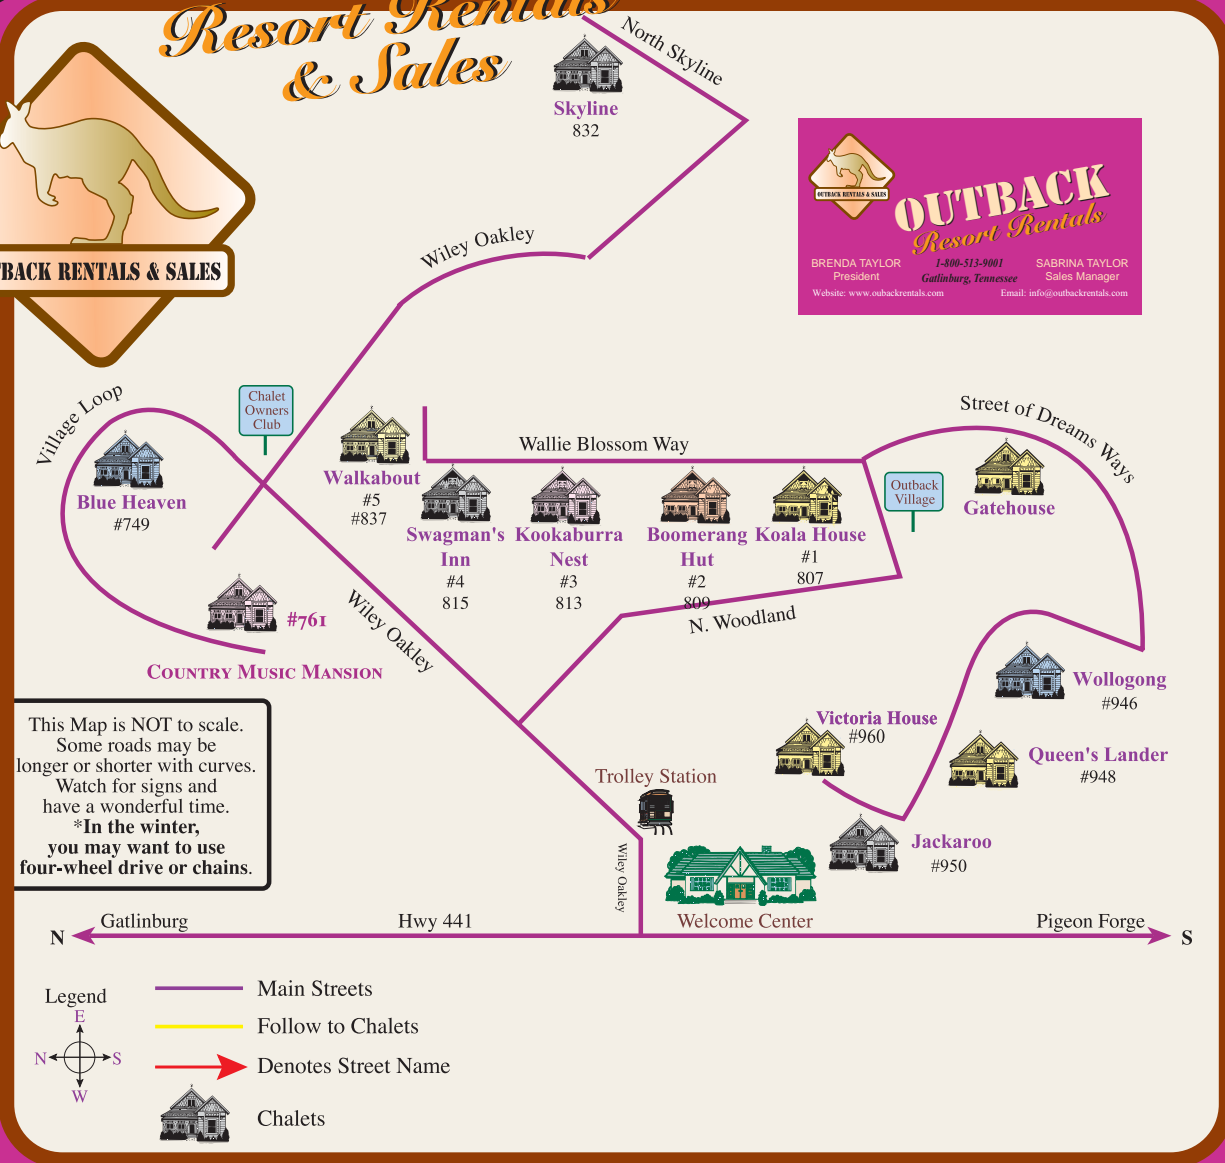 Resort Rentals
& Sales
North Skyline
Skyline
832
OUTBACK RENTALS & SALES
OUTBACK
Resort Rentals
BRENDA TAYLOR
President
1-800-513-9001
Gatlinburg, Tennessee
SABRINA TAYLOR
Sales Manager
Website: www.oubackrentals.com
Email: info@outbackrentals.com
Wiley Oakley
TBACK RENTALS & SALES
Village Loop
Chalet
Owners
Club
Blue Heaven
#749
Walkabout
#5
#837
Wallie Blossom Way
Street of Dreams Ways
Outback
Village
Gatehouse
Swagman's
Inn
#4
815
Kookaburra
Nest
#3
813
Boomerang
Hut
#2
809
Koala House
#1
807
N. Woodland
Wiley Oakley
#761
Country Music Mansion
Wollogong
#946
Victoria House
#960
Queen's Lander
#948
Jackaroo
#950
This Map is NOT to scale.
Some roads may be
longer or shorter with curves.
Watch for signs and
have a wonderful time.
*In the winter,
you may want to use
four-wheel drive or chains.
Trolley Station
Wiley Oakley
Welcome Center
N
Gatlinburg
Hwy 441
Pigeon Forge
S
Legend
E
N
S
W
Main Streets
Follow to Chalets
Denotes Street Name
Chalets